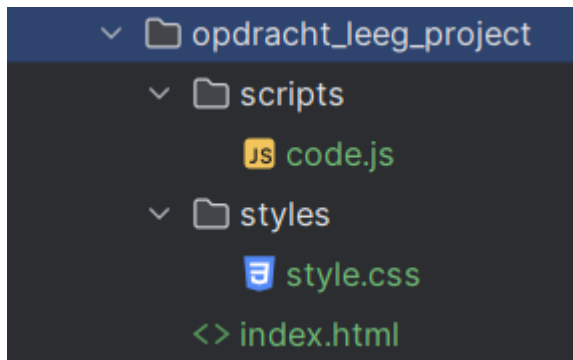 opdracht_leeg_project
scripts
JS code.js
styles
style.css
<> index.html